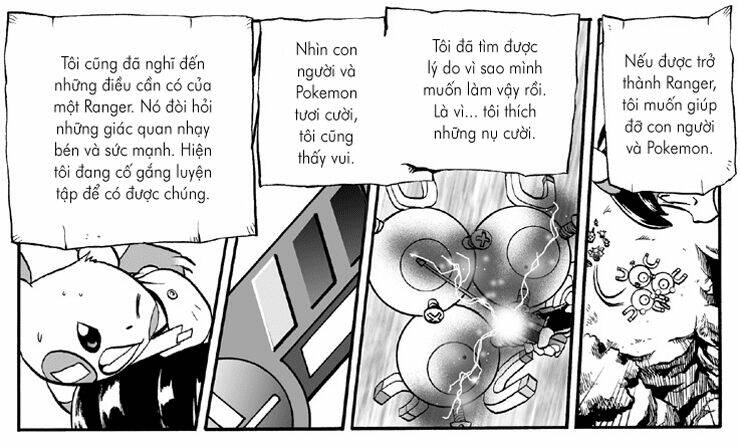 Nếu được trở
thành Ranger,
tôi muốn giúp
đỡ con người
và Pokemon.
Tôi đã tìm được
lý do vì sao mình
muốn làm vậy rồi.
Là vì... tôi thích
những nụ cười.
Nhìn con
người và
Pokemon
tươi cười,
tôi cũng
thấy vui.
Tôi cũng đã nghĩ đến
những điều cần có của
một Ranger. Nó đòi hỏi
những giác quan nhạy
bén và sức mạnh. Hiện
tôi đang cố gắng luyện
tập để có được chúng.